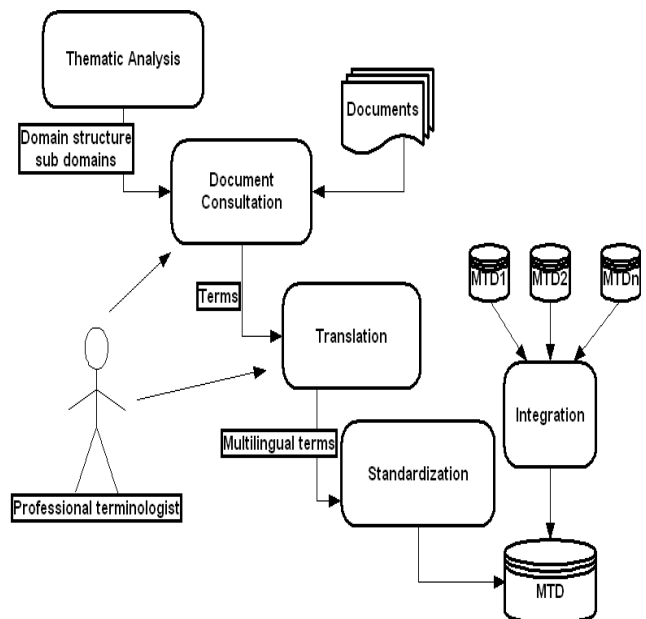 Thematic Analysis
Documents
Domain structure
sub domains
Document
Consultation
Terms
MTD1
MTD2
MTDn
Translation
Integration
Multilingual terms
Standardization
Professional terminologist
MTD